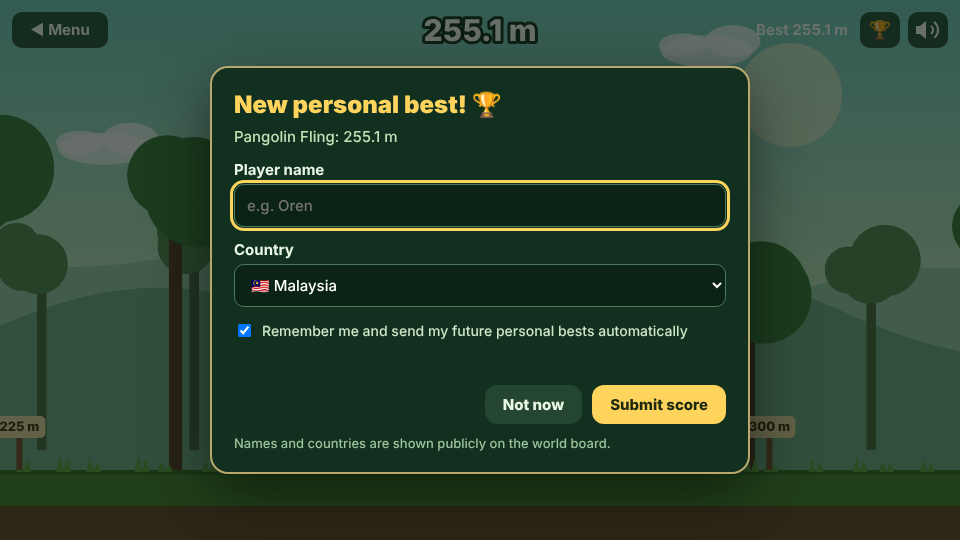 Menu
255.1 m
Best 255.1 m
New personal best! 🏆
Pangolin Fling: 255.1 m
Player name
e.g. Oren
Country
🇲🇾 Malaysia
Remember me and send my future personal bests automatically
225 m
Not now
Submit score
300 m
Names and countries are shown publicly on the world board.